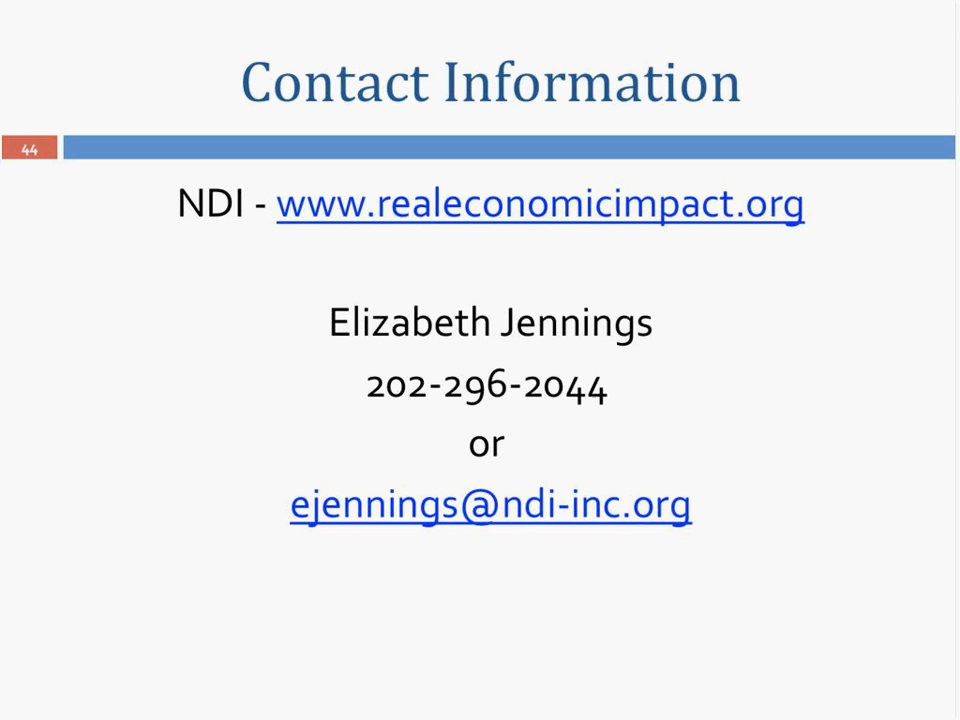 Contact Information
44
NDI - www.realeconomicimpact.org
Elizabeth Jennings
202-296-2044
or
ejennings@ndi-inc.org